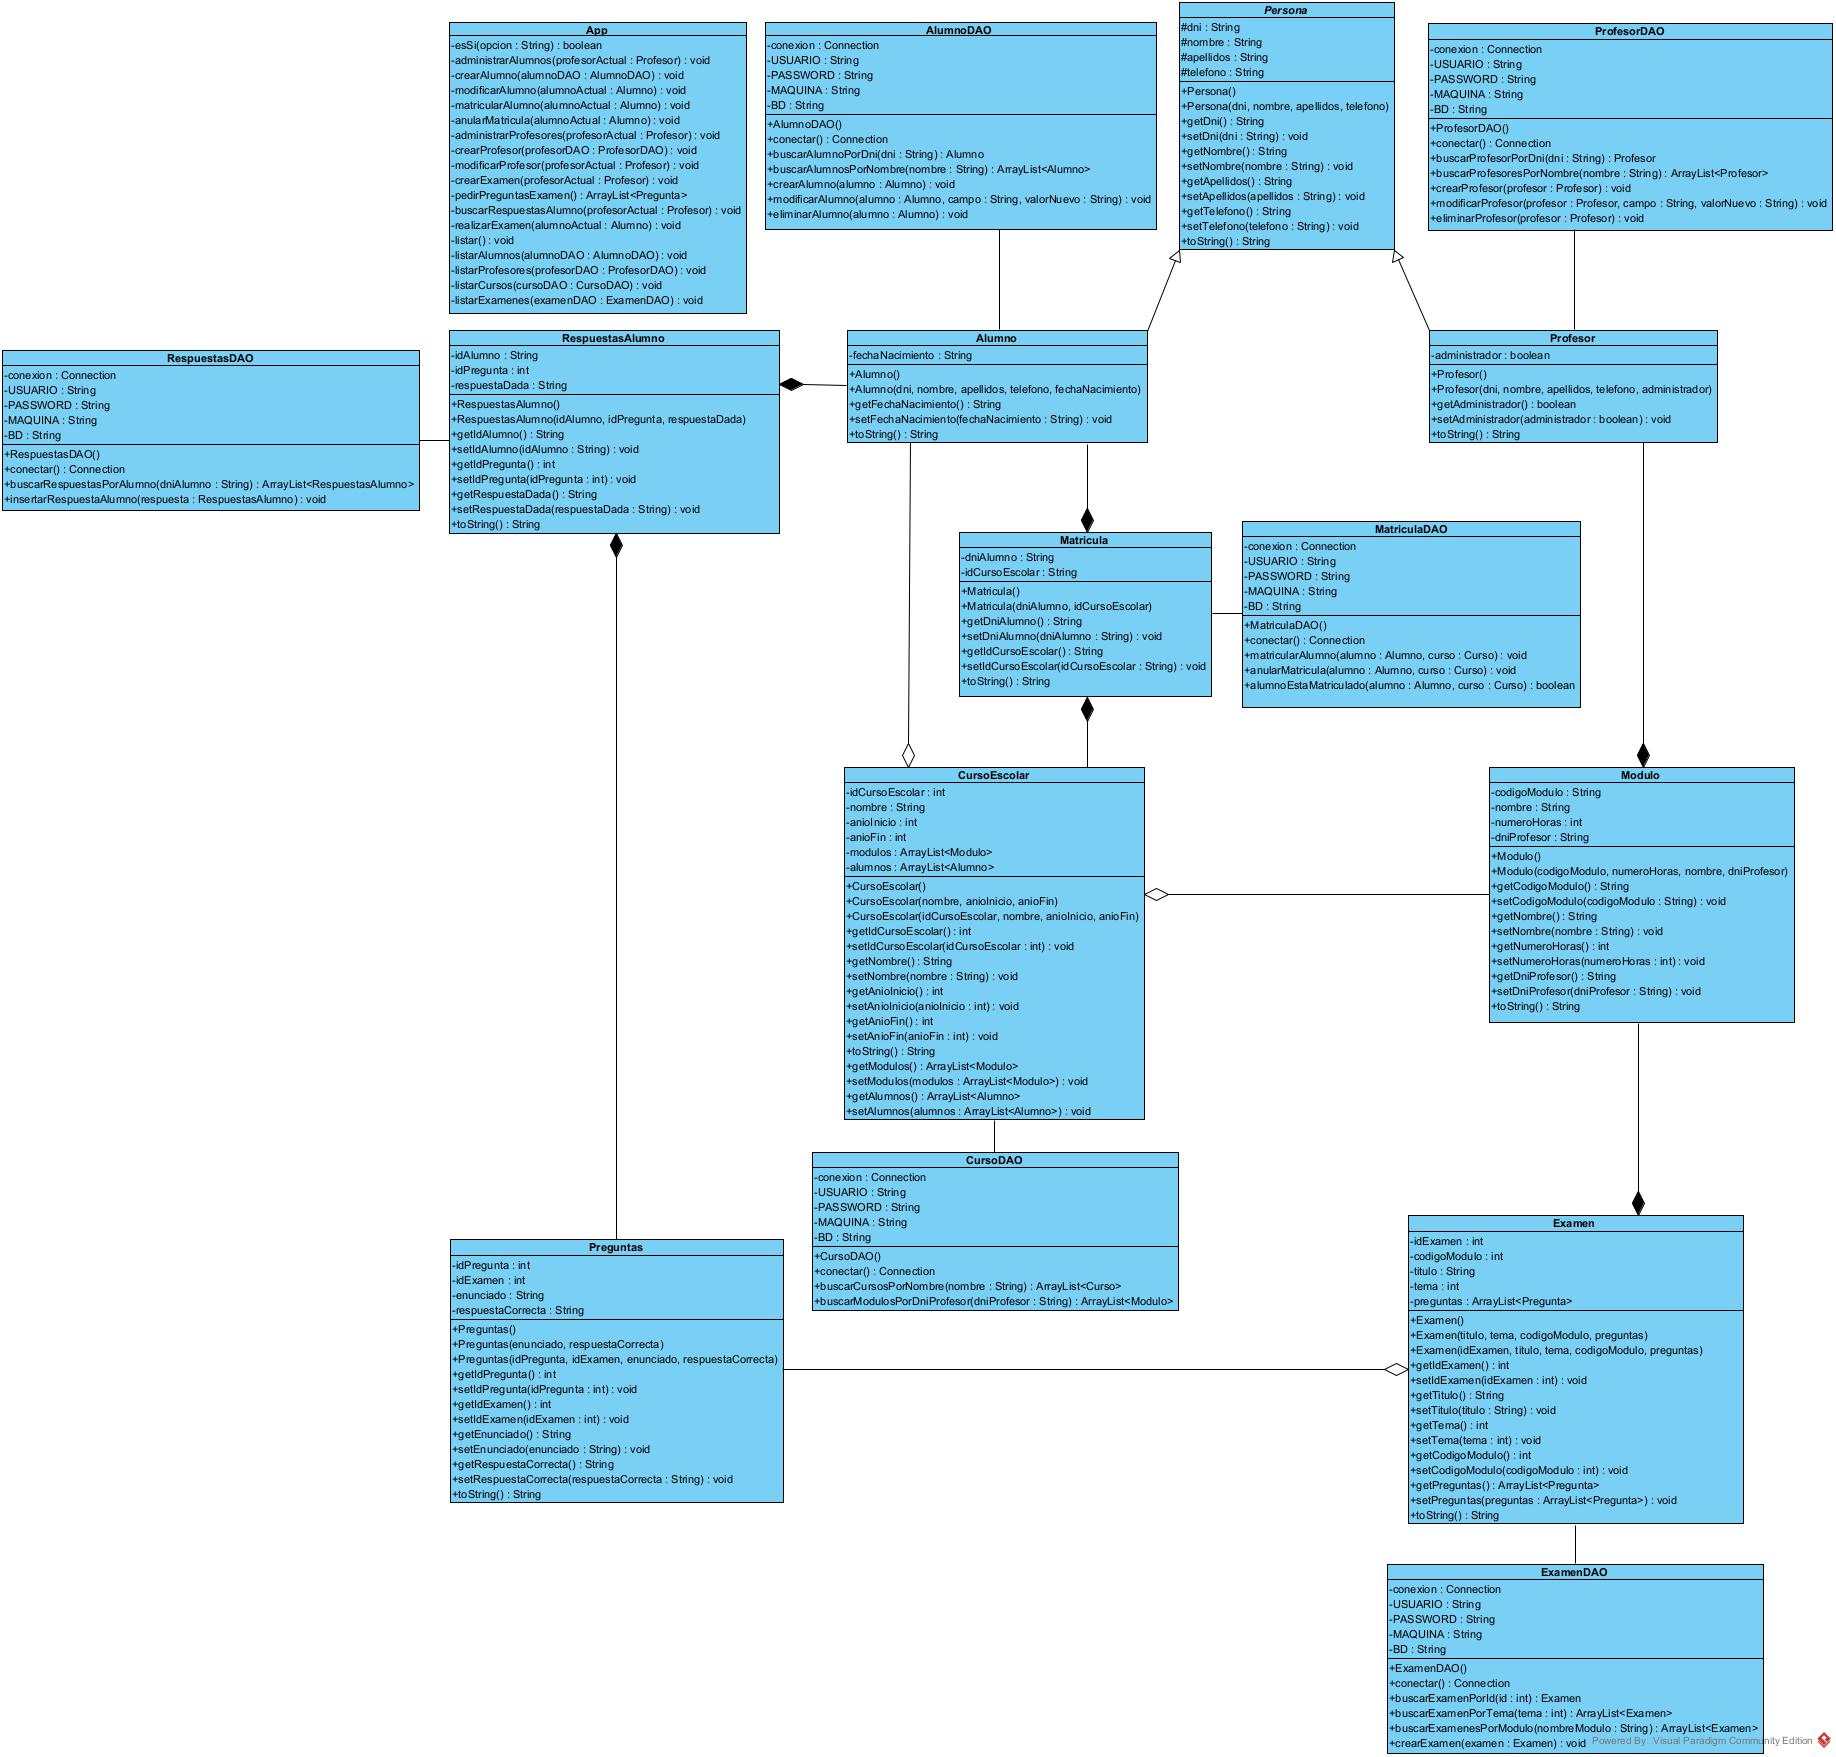 App
-esSi(opcion : String) : boolean
-administrarAlumnos(profesorActual : Profesor) : void
-crearAlumno(alumnoDAO : AlumnoDAO) : void
-modificarAlumno(alumnoActual : Alumno) : void
-matricularAlumno(alumnoActual : Alumno) : void
-anularMatricula(alumnoActual : Alumno) : void
-administrarProfesores(profesorActual : Profesor) : void
-crearProfesor(profesorDAO : ProfesorDAO) : void
-modificarProfesor(profesorActual : Profesor) : void
-crearExamen(profesorActual : Profesor) : void
-pedirPreguntasExamen() : ArrayList<Pregunta>
-buscarRespuestasAlumno(profesorActual : Profesor) : void
-realizarExamen(alumnoActual : Alumno) : void
-listar() : void
-listarAlumnos(alumnoDAO : AlumnoDAO) : void
-listarProfesores(profesorDAO : ProfesorDAO) : void
-listarCursos(cursoDAO : CursoDAO) : void
-listarExamenes(examenDAO : ExamenDAO) : void
AlumnoDAO
-conexion : Connection
-USUARIO : String
-PASSWORD : String
-MAQUINA : String
-BD : String
+AlumnoDAO()
+conectar() : Connection
+buscarAlumnoPorDni(dni : String) : Alumno
+buscarAlumnosPorNombre(nombre : String) : ArrayList<Alumno>
+crearAlumno(alumno : Alumno) : void
+modificarAlumno(alumno : Alumno, campo : String, valorNuevo : String) : void
+eliminarAlumno(alumno : Alumno) : void
Persona
#dni : String
#nombre : String
#apellidos : String
#telefono : String
+Persona()
+Persona(dni, nombre, apellidos, telefono)
+getDni() : String
+setDni(dni : String) : void
+getNombre() : String
+setNombre(nombre : String) : void
+getApellidos() : String
+setApellidos(apellidos : String) : void
+getTelefono() : String
+setTelefono(telefono : String) : void
+toString() : String
ProfesorDAO
-conexion : Connection
-USUARIO : String
-PASSWORD : String
-MAQUINA : String
-BD : String
+ProfesorDAO()
+conectar() : Connection
+buscarProfesorPorDni(dni : String) : Profesor
+buscarProfesoresPorNombre(nombre : String) : ArrayList<Profesor>
+crearProfesor(profesor : Profesor) : void
+modificarProfesor(profesor : Profesor, campo : String, valorNuevo : String) : void
+eliminarProfesor(profesor : Profesor) : void
RespuestasDAO
-conexion : Connection
-USUARIO : String
-PASSWORD : String
-MAQUINA : String
-BD : String
+RespuestasDAO()
+conectar() : Connection
+buscarRespuestasPorAlumno(dniAlumno : String) : ArrayList<RespuestasAlumno>
+insertarRespuestaAlumno(respuesta : RespuestasAlumno) : void
RespuestasAlumno
-idAlumno : String
-idPregunta : int
-respuestaDada : String
+RespuestasAlumno()
+RespuestasAlumno(idAlumno, idPregunta, respuestaDada)
+getIdAlumno() : String
+setIdAlumno(idAlumno : String) : void
+getIdPregunta() : int
+setIdPregunta(idPregunta : int) : void
+getRespuestaDada() : String
+setRespuestaDada(respuestaDada : String) : void
+toString() : String
Alumno
-fechaNacimiento : String
+Alumno()
+Alumno(dni, nombre, apellidos, telefono, fechaNacimiento)
+getFechaNacimiento() : String
+setFechaNacimiento(fechaNacimiento : String) : void
+toString() : String
Profesor
-administrador : boolean
+Profesor()
+Profesor(dni, nombre, apellidos, telefono, administrador)
+getAdministrador() : boolean
+setAdministrador(administrador : boolean) : void
+toString() : String
Matricula
-dniAlumno : String
-idCursoEscolar : String
+Matricula()
+Matricula(dniAlumno, idCursoEscolar)
+getDniAlumno() : String
+setDniAlumno(dniAlumno : String) : void
+getIdCursoEscolar() : String
+setIdCursoEscolar(idCursoEscolar : String) : void
+toString() : String
MatriculaDAO
-conexion : Connection
-USUARIO : String
-PASSWORD : String
-MAQUINA : String
-BD : String
+MatriculaDAO()
+conectar() : Connection
+matricularAlumno(alumno : Alumno, curso : Curso) : void
+anularMatricula(alumno : Alumno, curso : Curso) : void
+alumnoEstaMatriculado(alumno : Alumno, curso : Curso) : boolean
CursoEscolar
-idCursoEscolar : int
-nombre : String
-anioInicio : int
-anioFin : int
-modulos : ArrayList<Modulo>
-alumnos : ArrayList<Alumno>
+CursoEscolar()
+CursoEscolar(nombre, anioInicio, anioFin)
+CursoEscolar(idCursoEscolar, nombre, anioInicio, anioFin)
+getIdCursoEscolar() : int
+setIdCursoEscolar(idCursoEscolar : int) : void
+getNombre() : String
+setNombre(nombre : String) : void
+getAnioInicio() : int
+setAnioInicio(anioInicio : int) : void
+getAnioFin() : int
+setAnioFin(anioFin : int) : void
+toString() : String
+getModulos() : ArrayList<Modulo>
+setModulos(modulos : ArrayList<Modulo>) : void
+getAlumnos() : ArrayList<Alumno>
+setAlumnos(alumnos : ArrayList<Alumno>) : void
Modulo
-codigoModulo : String
-nombre : String
-numeroHoras : int
-dniProfesor : String
+Modulo()
+Modulo(codigoModulo, numeroHoras, nombre, dniProfesor)
+getCodigoModulo() : String
+setCodigoModulo(codigoModulo : String) : void
+getNombre() : String
+setNombre(nombre : String) : void
+getNumeroHoras() : int
+setNumeroHoras(numeroHoras : int) : void
+getDniProfesor() : String
+setDniProfesor(dniProfesor : String) : void
+toString() : String
CursoDAO
-conexion : Connection
-USUARIO : String
-PASSWORD : String
-MAQUINA : String
-BD : String
+CursoDAO()
+conectar() : Connection
+buscarCursosPorNombre(nombre : String) : ArrayList<Curso>
+buscarModulosPorDniProfesor(dniProfesor : String) : ArrayList<Modulo>
Preguntas
-idPregunta : int
-idExamen : int
-enunciado : String
-respuestaCorrecta : String
+Preguntas()
+Preguntas(enunciado, respuestaCorrecta)
+Preguntas(idPregunta, idExamen, enunciado, respuestaCorrecta)
+getIdPregunta() : int
+setIdPregunta(idPregunta : int) : void
+getIdExamen() : int
+setIdExamen(idExamen : int) : void
+getEnunciado() : String
+setEnunciado(enunciado : String) : void
+getRespuestaCorrecta() : String
+setRespuestaCorrecta(respuestaCorrecta : String) : void
+toString() : String
Examen
-idExamen : int
-codigoModulo : int
-titulo : String
-tema : int
-preguntas : ArrayList<Pregunta>
+Examen()
+Examen(titulo, tema, codigoModulo, preguntas)
+Examen(idExamen, titulo, tema, codigoModulo, preguntas)
+getIdExamen() : int
+setIdExamen(idExamen : int) : void
+getTitulo() : String
+setTitulo(titulo : String) : void
+getTema() : int
+setTema(tema : int) : void
+getCodigoModulo() : int
+setCodigoModulo(codigoModulo : int) : void
+getPreguntas() : ArrayList<Pregunta>
+setPreguntas(preguntas : ArrayList<Pregunta>) : void
+toString() : String
ExamenDAO
-conexion : Connection
-USUARIO : String
-PASSWORD : String
-MAQUINA : String
-BD : String
+ExamenDAO()
+conectar() : Connection
+buscarExamenPorId(id : int) : Examen
+buscarExamenPorTema(tema : int) : ArrayList<Examen>
+buscarExamenesPorModulo(nombreModulo : String) : ArrayList<Examen>
+crearExamen(examen : Examen) : void
Powered By: Visual Paradigm Community Edition